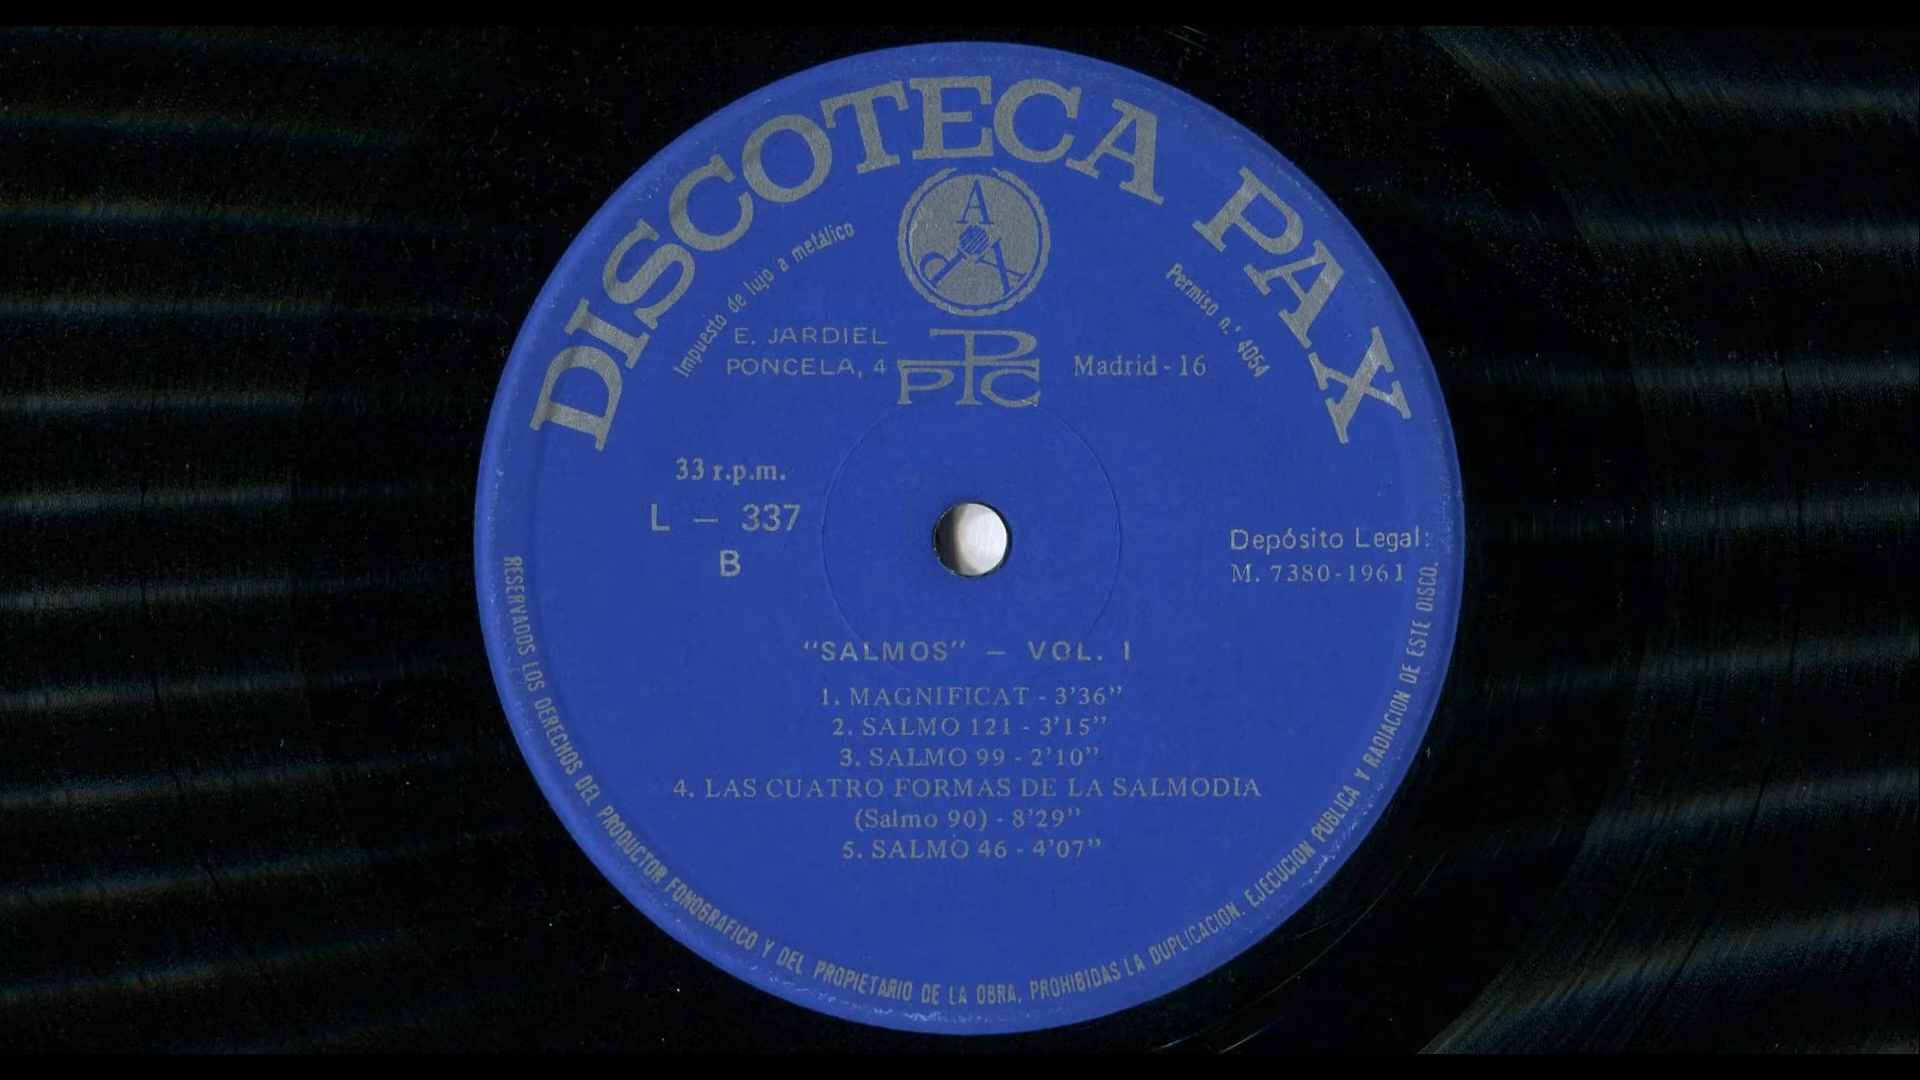 DISCOTECA PAX
Impuesto de lujo a metálico
Permiso n.º 4054
A
E. JARDIEL
PONCELA, 4
PPC
Madrid - 16
33 r.p.m.
L — 337
B
Depósito Legal:
M. 7380-1961
"SALMOS" — VOL. I
1. MAGNIFICAT - 3'36"
2. SALMO 121 - 3'15"
3. SALMO 99 - 2'10"
4. LAS CUATRO FORMAS DE LA SALMODIA
(Salmo 90) - 8'29"
5. SALMO 46 - 4'07"
RESERVADOS LOS DERECHOS DEL PRODUCTOR FONOGRAFICO Y DEL PROPIETARIO DE LA OBRA. PROHIBIDAS LA DUPLICACION, EJECUCION PUBLICA Y RADIACION DE ESTE DISCO.